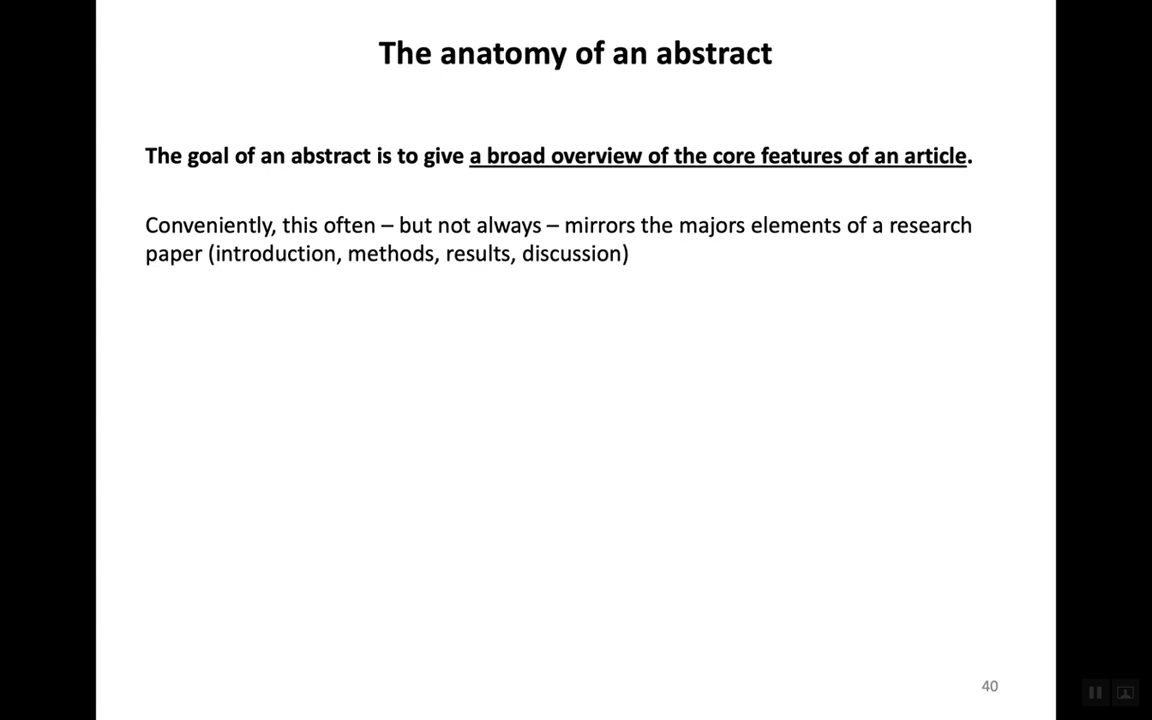 The anatomy of an abstract
The goal of an abstract is to give a broad overview of the core features of an article.
Conveniently, this often – but not always – mirrors the majors elements of a research
paper (introduction, methods, results, discussion)
40